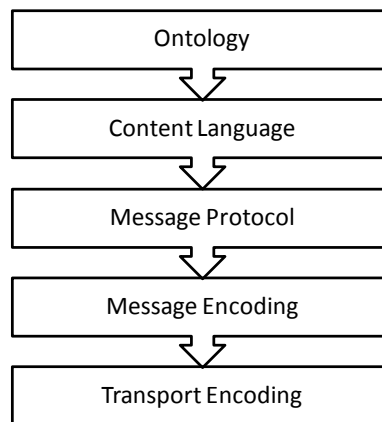 Ontology
Content Language
Message Protocol
Message Encoding
Transport Encoding